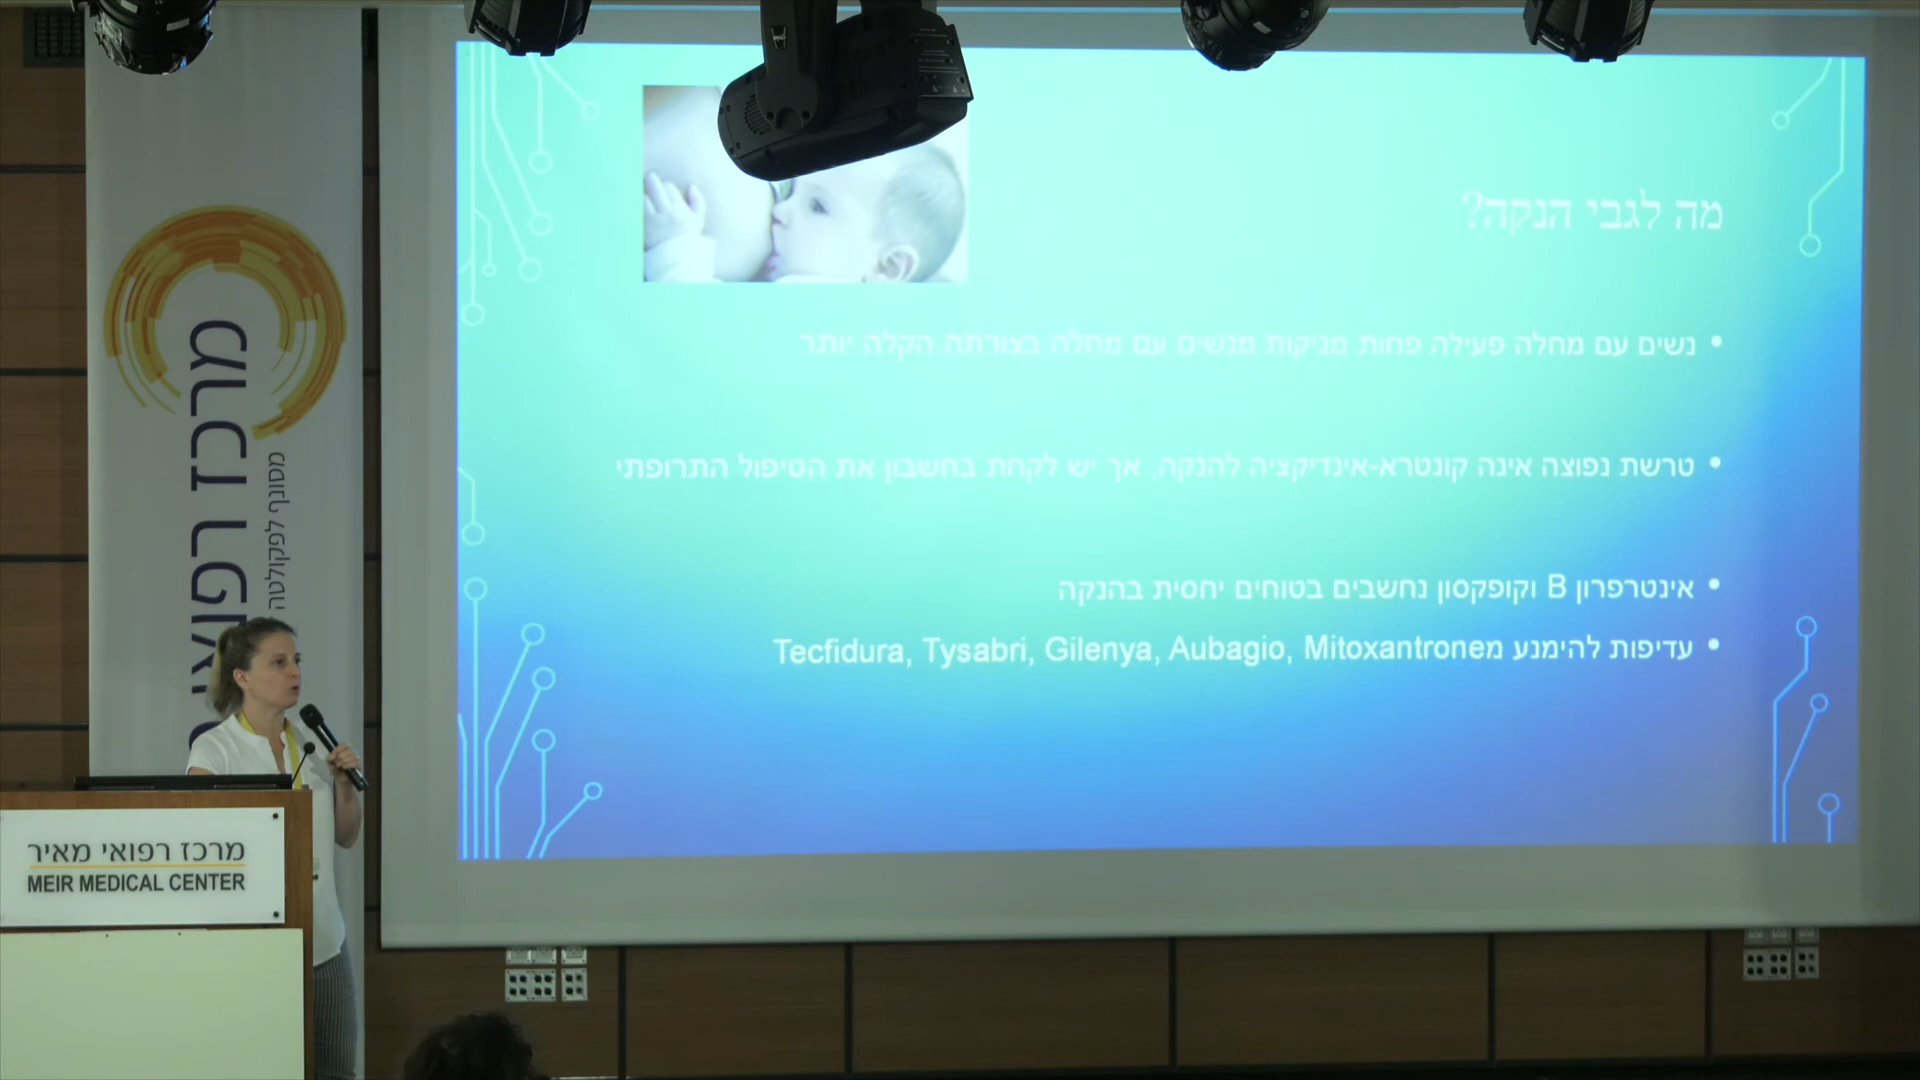 מה לגבי הנקה?
• נשים עם מחלה פעילה פחות מניקות מנשים עם מחלה בצורתה הקלה יותר
• טרשת נפוצה אינה קונטרא-אינדיקציה להנקה, אך יש לקחת בחשבון את הטיפול התרופתי
• אינטרפרון B וקופקסון נחשבים בטוחים יחסית בהנקה
• עדיפות להימנע מTecfidura, Tysabri, Gilenya, Aubagio, Mitoxantrone
מרכז רפואי
מסונף לפקולטה
מרכז רפואי מאיר
MEIR MEDICAL CENTER